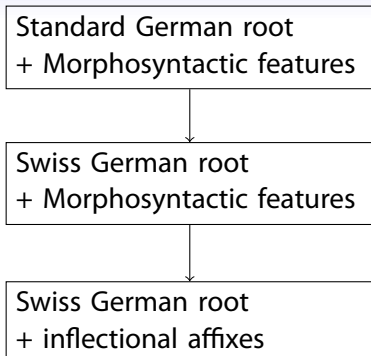 Standard German root
+ Morphosyntactic features
Swiss German root
+ Morphosyntactic features
Swiss German root
+ inflectional affixes